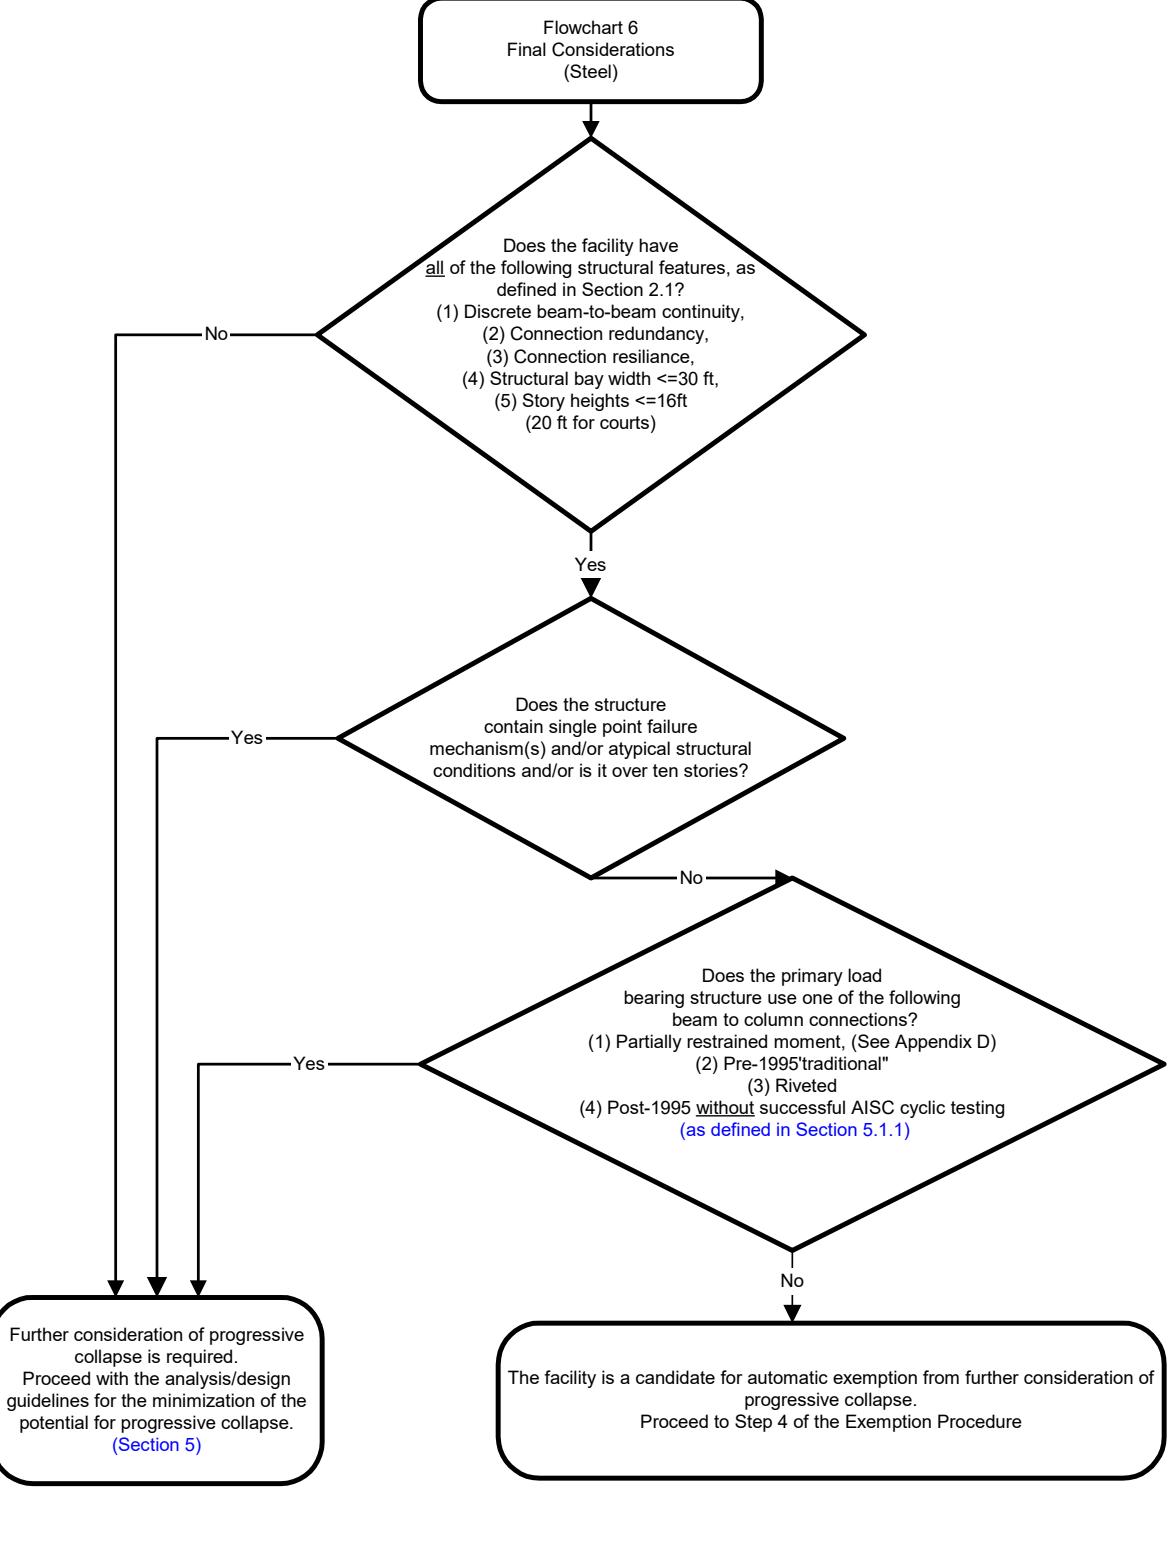 Flowchart 6
Final Considerations
(Steel)
Does the facility have
all of the following structural features, as
defined in Section 2.1?
(1) Discrete beam-to-beam continuity,
(2) Connection redundancy,
(3) Connection resiliance,
(4) Structural bay width <=30 ft,
(5) Story heights <=16ft
(20 ft for courts)
No
Yes
Does the structure
contain single point failure
mechanism(s) and/or atypical structural
conditions and/or is it over ten stories?
Yes
No
Does the primary load
bearing structure use one of the following
beam to column connections?
(1) Partially restrained moment, (See Appendix D)
(2) Pre-1995'traditional"
(3) Riveted
(4) Post-1995 without successful AISC cyclic testing
(as defined in Section 5.1.1)
Yes
No
Further consideration of progressive
collapse is required.
Proceed with the analysis/design
guidelines for the minimization of the
potential for progressive collapse.
(Section 5)
The facility is a candidate for automatic exemption from further consideration of
progressive collapse.
Proceed to Step 4 of the Exemption Procedure